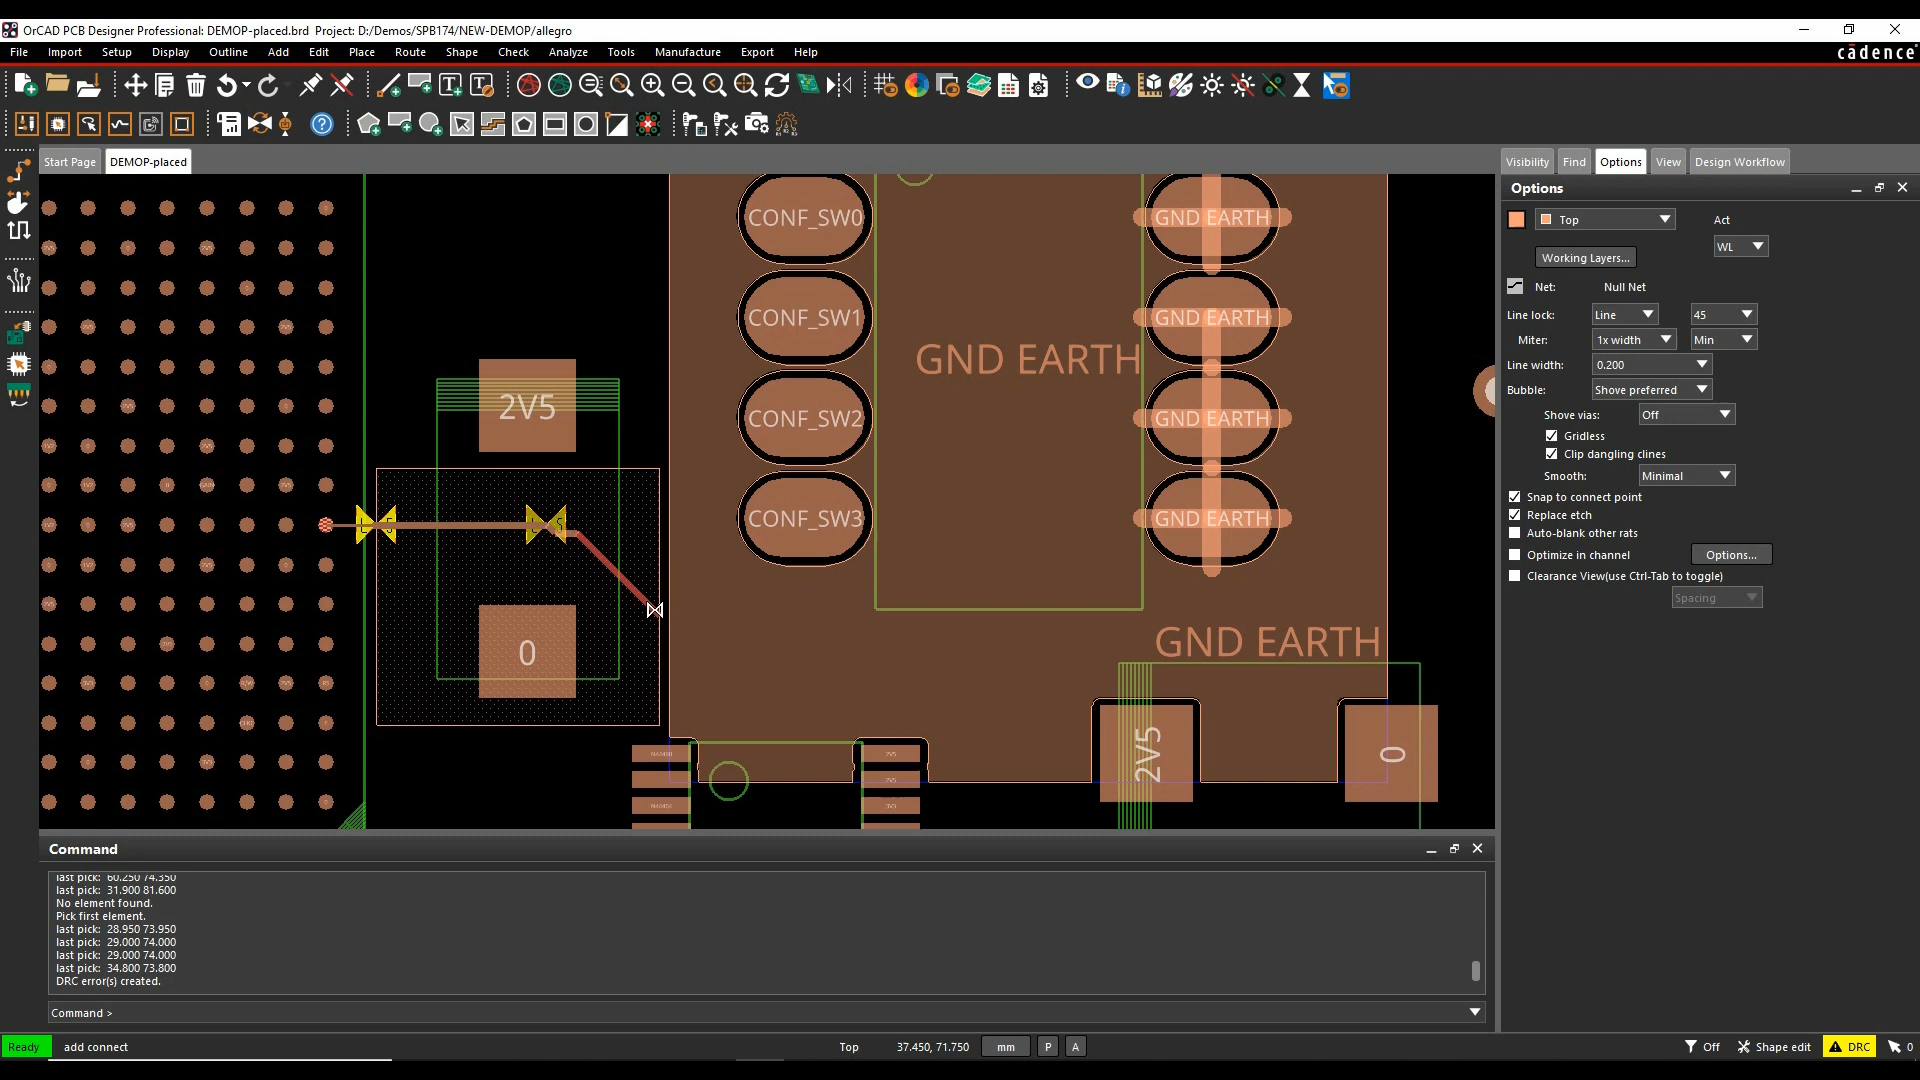 OrCAD PCB Designer Professional: DEMOP-placed.brd  Project: D:/Demos/SPB174/NEW-DEMOP/allegro
File Import Setup Display Outline Add Edit Place Route Shape Check Analyze Tools Manufacture Export Help
cādence
Start Page DEMOP-placed
Visibility Find Options View Design Workflow
Options
Top
Act
WL
Working Layers...
Net: Null Net
Line lock: Line 45
Miter: 1x width Min
Line width: 0.200
Bubble: Shove preferred
Shove vias: Off
Gridless
Clip dangling clines
Smooth: Minimal
Snap to connect point
Replace etch
Auto-blank other rats
Optimize in channel Options...
Clearance View(use Ctrl-Tab to toggle)
Spacing
CONF_SW0 GND EARTH
CONF_SW1 GND EARTH
GND EARTH
2V5
CONF_SW2 GND EARTH
CONF_SW3 GND EARTH
L S
L S
0
GND EARTH
2V5
0
2V5
2V5
3V3
Command
last pick:  60.250 74.350
last pick:  31.900 81.600
No element found.
Pick first element.
last pick:  28.950 73.950
last pick:  29.000 74.000
last pick:  29.000 74.000
last pick:  34.800 73.800
DRC error(s) created.
Command >
Ready add connect Top 37.450, 71.750 mm P A Off Shape edit DRC 0